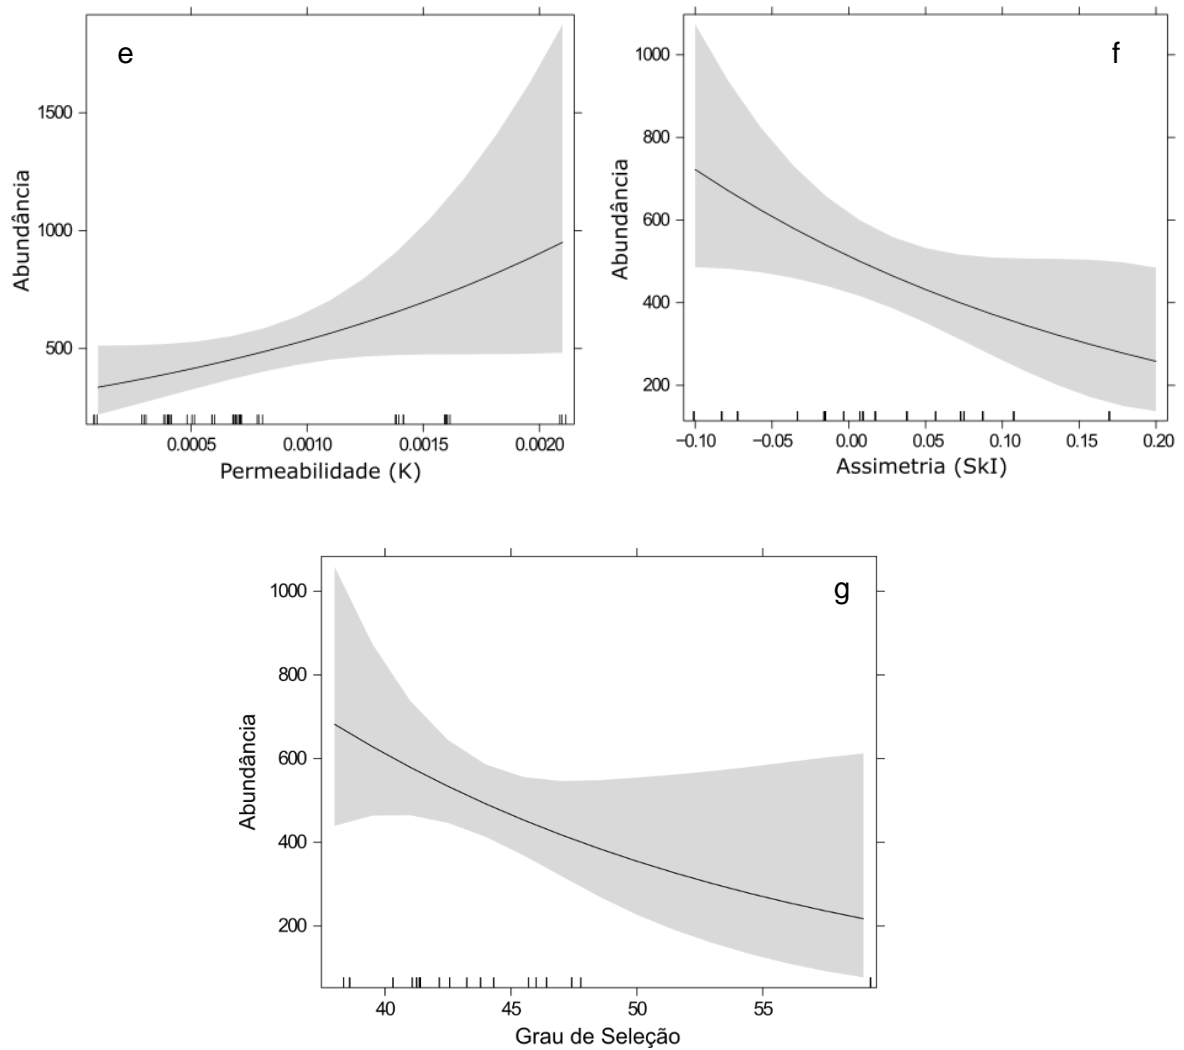 e
1500
1000
500
Abundância
0.0005 0.0010 0.0015 0.0020
Permeabilidade (K)
f
1000
800
600
400
200
Abundância
−0.10 −0.05 0.00 0.05 0.10 0.15 0.20
Assimetria (SkI)
g
1000
800
600
400
200
Abundância
40 45 50 55
Grau de Seleção